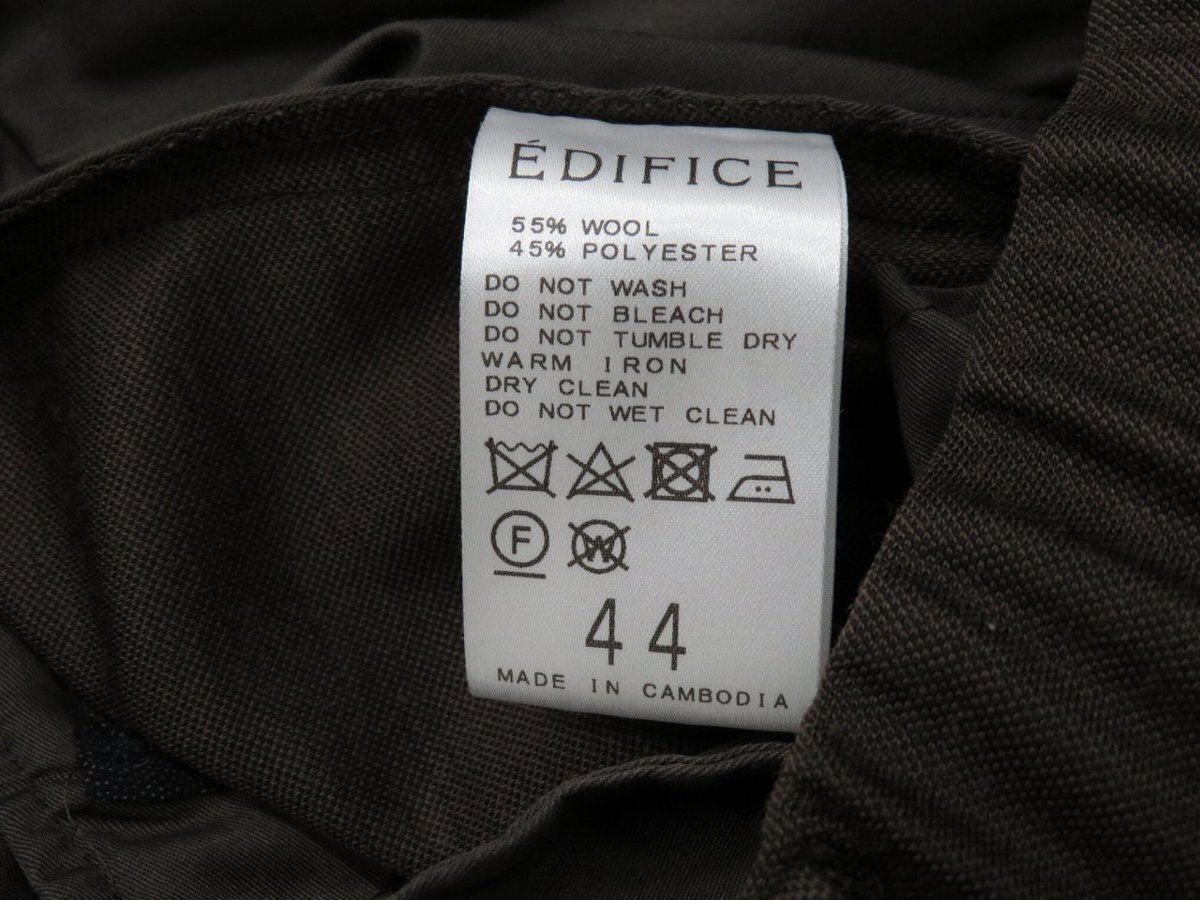 ÉDIFICE
55% WOOL
45% POLYESTER
DO NOT WASH
DO NOT BLEACH
DO NOT TUMBLE DRY
WARM IRON
DRY CLEAN
DO NOT WET CLEAN
F W
44
MADE IN CAMBODIA